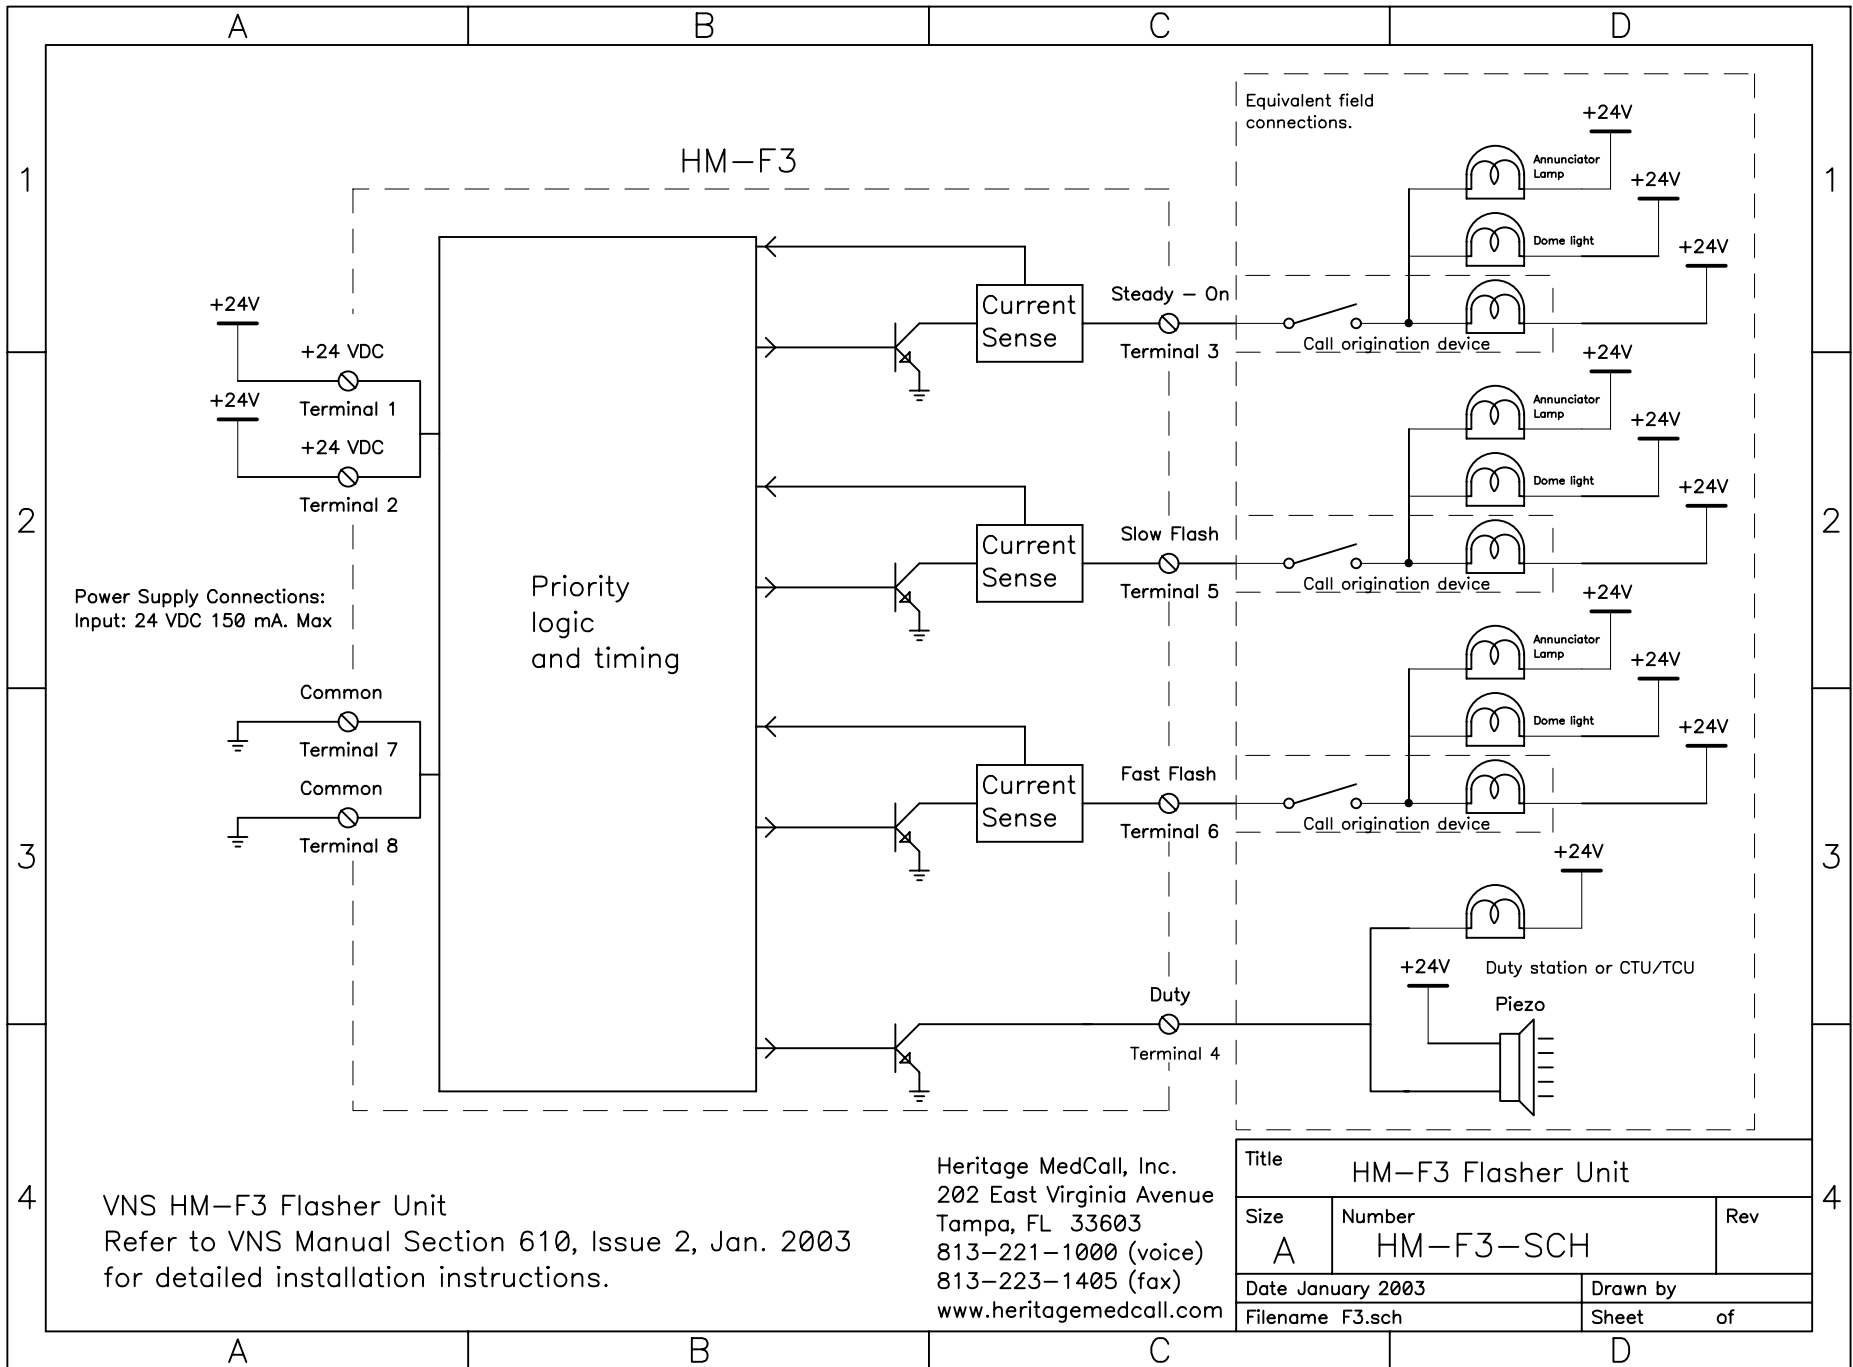 A
B
C
D
1
2
3
4
HM-F3
+24V
+24 VDC
Terminal 1
+24V
+24 VDC
Terminal 2
Power Supply Connections:
Input: 24 VDC 150 mA. Max
Common
Terminal 7
Common
Terminal 8
Priority
logic
and timing
Current
Sense
Steady - On
Terminal 3
Current
Sense
Slow Flash
Terminal 5
Current
Sense
Fast Flash
Terminal 6
Duty
Terminal 4
Equivalent field
connections.
+24V
Annunciator
Lamp
+24V
Dome light
+24V
Call origination device
+24V
Annunciator
Lamp
+24V
Dome light
+24V
Call origination device
+24V
Annunciator
Lamp
+24V
Dome light
+24V
Call origination device
+24V
+24V
Duty station or CTU/TCU
Piezo
1
2
3
4
VNS HM-F3 Flasher Unit
Refer to VNS Manual Section 610, Issue 2, Jan. 2003
for detailed installation instructions.
Heritage MedCall, Inc.
202 East Virginia Avenue
Tampa, FL 33603
813-221-1000 (voice)
813-223-1405 (fax)
www.heritagemedcall.com
Title
HM-F3 Flasher Unit
Size
A
Number
HM-F3-SCH
Rev
Date January 2003
Drawn by
Filename F3.sch
Sheet of
A
B
C
D